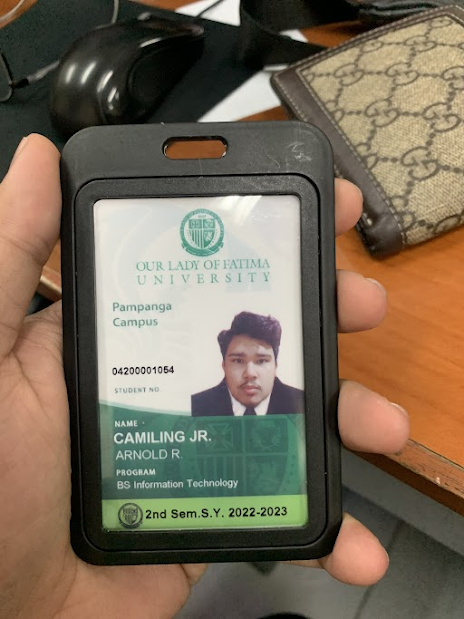 OUR LADY OF FATIMA
UNIVERSITY
Pampanga
Campus
04200001054
STUDENT NO.
NAME
CAMILING JR.
ARNOLD R.
PROGRAM
BS Information Technology
2nd Sem.S.Y. 2022-2023